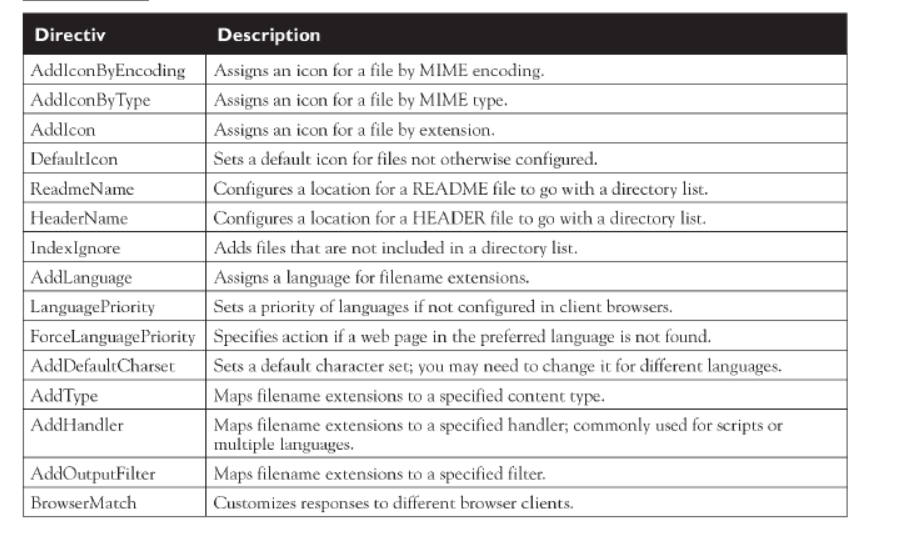 Directiv Description
AddIconByEncoding Assigns an icon for a file by MIME encoding.
AddIconByType Assigns an icon for a file by MIME type.
AddIcon Assigns an icon for a file by extension.
DefaultIcon Sets a default icon for files not otherwise configured.
ReadmeName Configures a location for a README file to go with a directory list.
HeaderName Configures a location for a HEADER file to go with a directory list.
IndexIgnore Adds files that are not included in a directory list.
AddLanguage Assigns a language for filename extensions.
LanguagePriority Sets a priority of languages if not configured in client browsers.
ForceLanguagePriority Specifies action if a web page in the preferred language is not found.
AddDefaultCharset Sets a default character set; you may need to change it for different languages.
AddType Maps filename extensions to a specified content type.
AddHandler Maps filename extensions to a specified handler; commonly used for scripts or
multiple languages.
AddOutputFilter Maps filename extensions to a specified filter.
BrowserMatch Customizes responses to different browser clients.